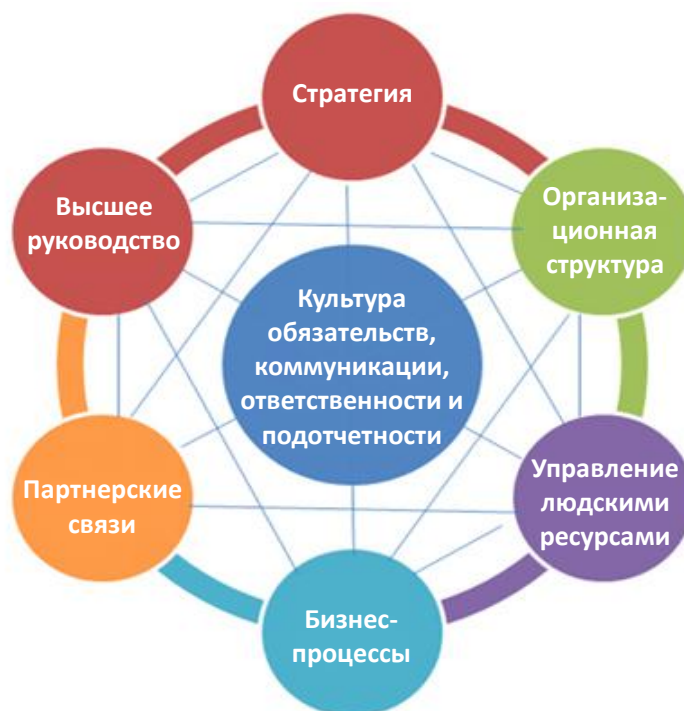 Стратегия
Высшее
руководство
Организа-
ционная
структура
Культура
обязательств,
коммуникации,
ответственности и
подотчетности
Партнерские
связи
Управление
людскими
ресурсами
Бизнес-
процессы